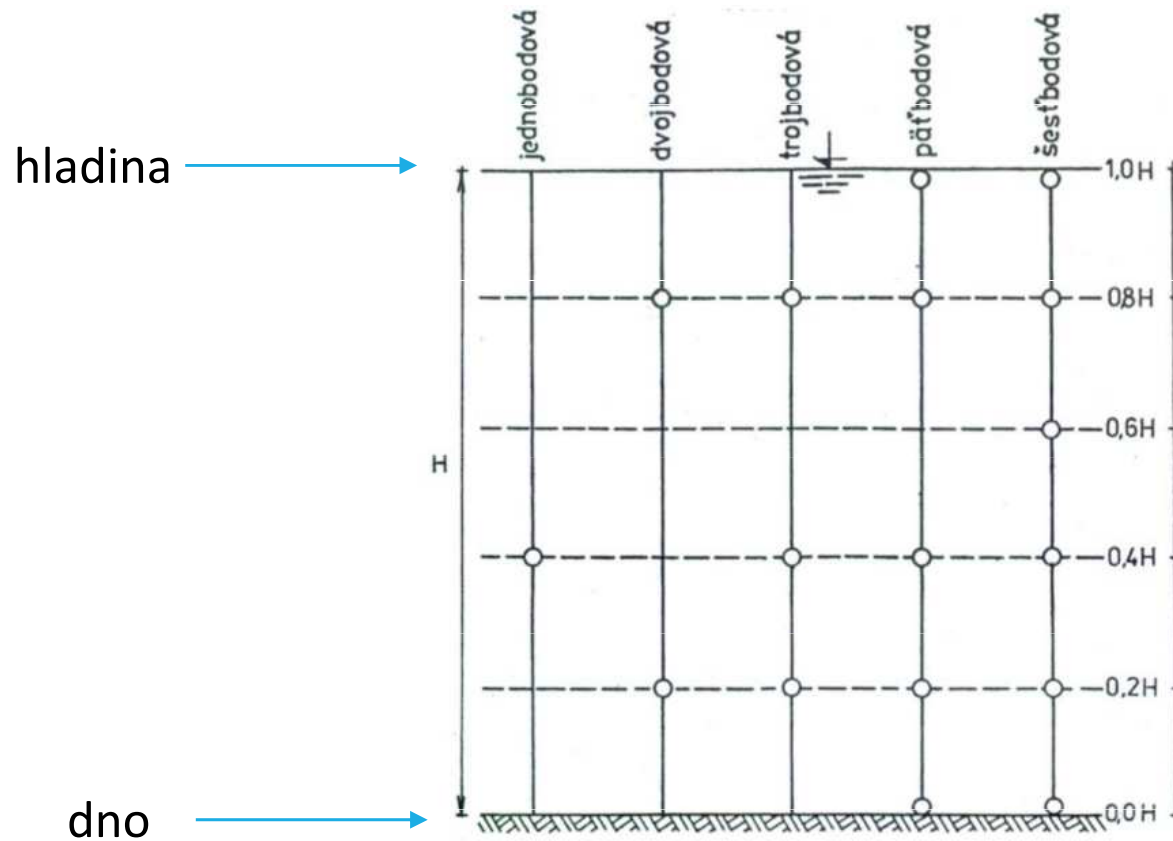 jednobodová
dvojbodová
trojbodová
päťbodová
šesťbodová
hladina
1,0H
0,8H
0,6H
H
0,4H
0,2H
dno
0,0H